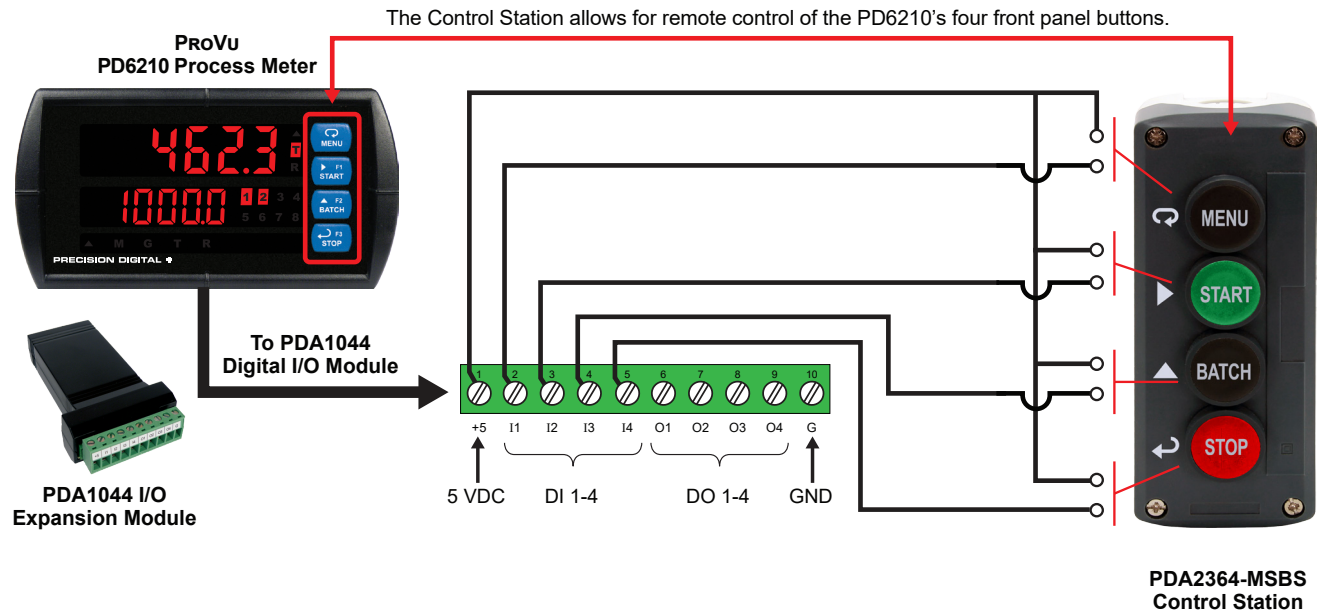 The Control Station allows for remote control of the PD6210's four front panel buttons.
PROVU
PD6210 Process Meter
462.3
T
R
MENU
F1
START
1000.0
1 2 3 4
5 6 7 8
F2
BATCH
F3
STOP
M G T R
PRECISION DIGITAL
To PDA1044
Digital I/O Module
1 2 3 4 5 6 7 8 9 10
+5 I1 I2 I3 I4 O1 O2 O3 O4 G
5 VDC DI 1-4 DO 1-4 GND
PDA1044 I/O
Expansion Module
MENU
START
BATCH
STOP
PDA2364-MSBS
Control Station